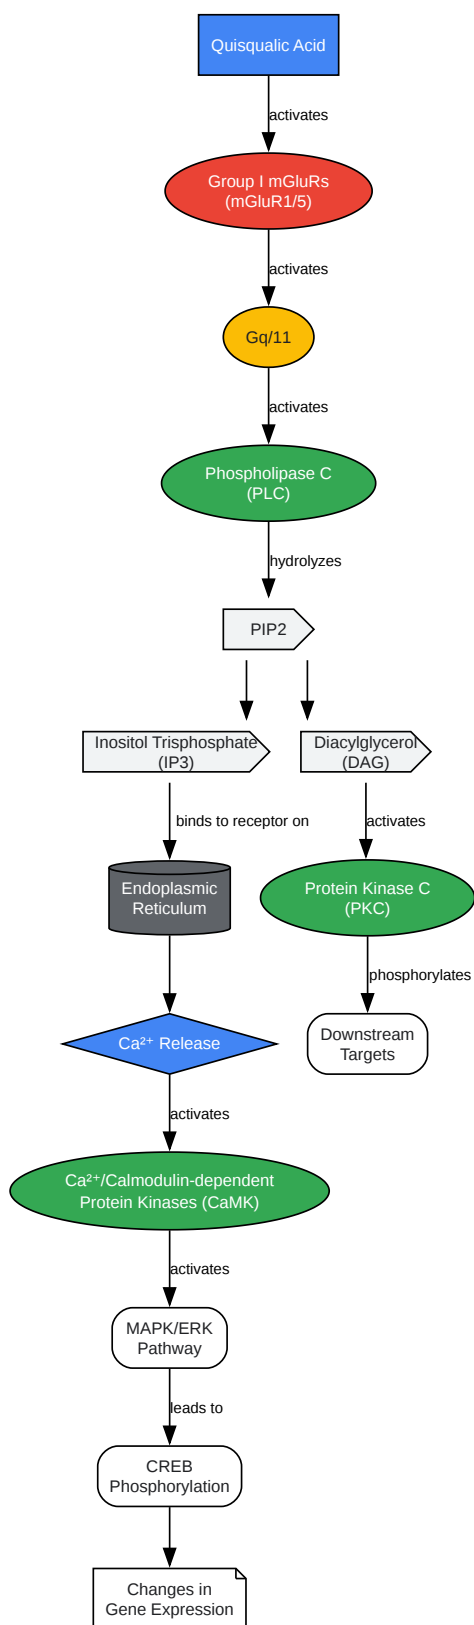 Quisqualic Acid
activates
Group I mGluRs
(mGluR1/5)
activates
Gq/11
activates
Phospholipase C
(PLC)
hydrolyzes
PIP2
Inositol Trisphosphate
(IP3)
Diacylglycerol
(DAG)
binds to receptor on
activates
Endoplasmic
Reticulum
Protein Kinase C
(PKC)
phosphorylates
Ca²⁺ Release
Downstream
Targets
activates
Ca²⁺/Calmodulin-dependent
Protein Kinases (CaMK)
activates
MAPK/ERK
Pathway
leads to
CREB
Phosphorylation
Changes in
Gene Expression